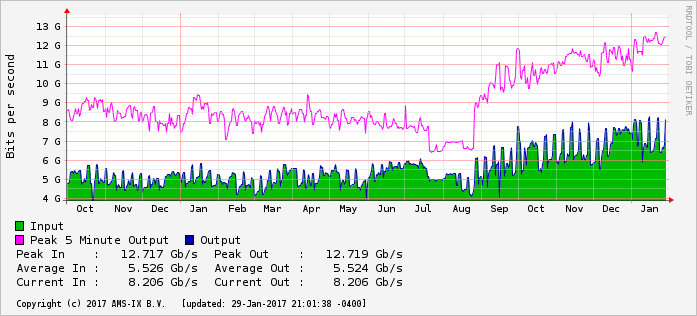 RRDTOOL / TOBI OETIKER
Bits per second
13 G
12 G
11 G
10 G
9 G
8 G
7 G
6 G
5 G
4 G
Oct Nov Dec Jan Feb Mar Apr May Jun Jul Aug Sep Oct Nov Dec Jan
Input
Peak 5 Minute Output Output
Peak In : 12.717 Gb/s Peak Out : 12.719 Gb/s
Average In : 5.526 Gb/s Average Out : 5.524 Gb/s
Current In : 8.206 Gb/s Current Out : 8.206 Gb/s
Copyright (c) 2017 AMS-IX B.V. [updated: 29-Jan-2017 21:01:38 -0400]